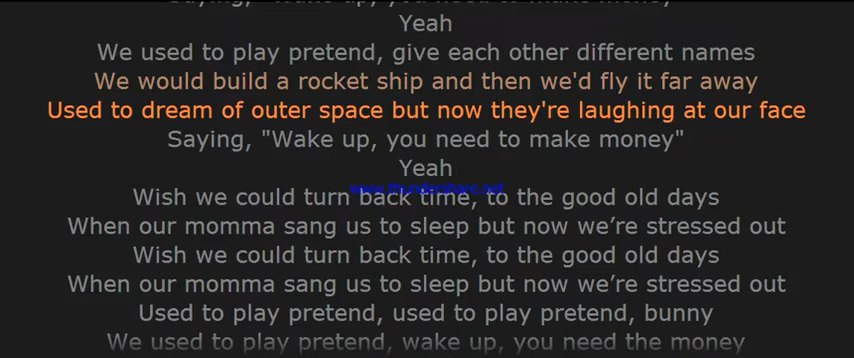 Yeah
We used to play pretend, give each other different names
We would build a rocket ship and then we'd fly it far away
Used to dream of outer space but now they're laughing at our face
Saying, "Wake up, you need to make money"
Yeah
www.thundershare.net
Wish we could turn back time, to the good old days
When our momma sang us to sleep but now we’re stressed out
Wish we could turn back time, to the good old days
When our momma sang us to sleep but now we’re stressed out
Used to play pretend, used to play pretend, bunny
We used to play pretend, wake up, you need the money